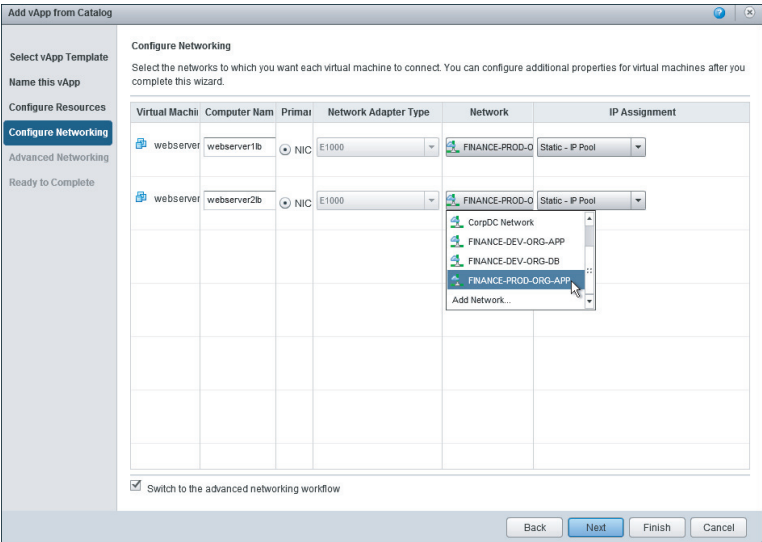 Add vApp from Catalog
Select vApp Template
Name this vApp
Configure Resources
Configure Networking
Advanced Networking
Ready to Complete
Configure Networking
Select the networks to which you want each virtual machine to connect. You can configure additional properties for virtual machines after you
complete this wizard.
Virtual Machi Computer Nam Primar Network Adapter Type Network IP Assignment
webserver webserver1lb NIC E1000 FINANCE-PROD-O Static - IP Pool
webserver webserver2lb NIC E1000 FINANCE-PROD-O Static - IP Pool
CorpDC Network
FINANCE-DEV-ORG-APP
FINANCE-DEV-ORG-DB
FINANCE-PROD-ORG-APP
Add Network...
Switch to the advanced networking workflow
Back Next Finish Cancel